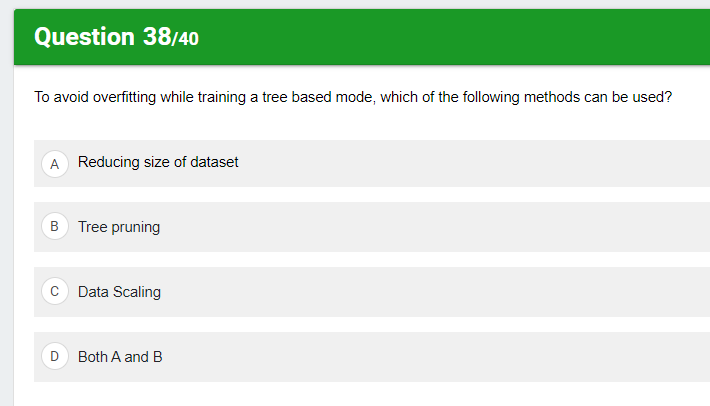 Question 38/40
To avoid overfitting while training a tree based mode, which of the following methods can be used?
A Reducing size of dataset
B Tree pruning
C Data Scaling
D Both A and B